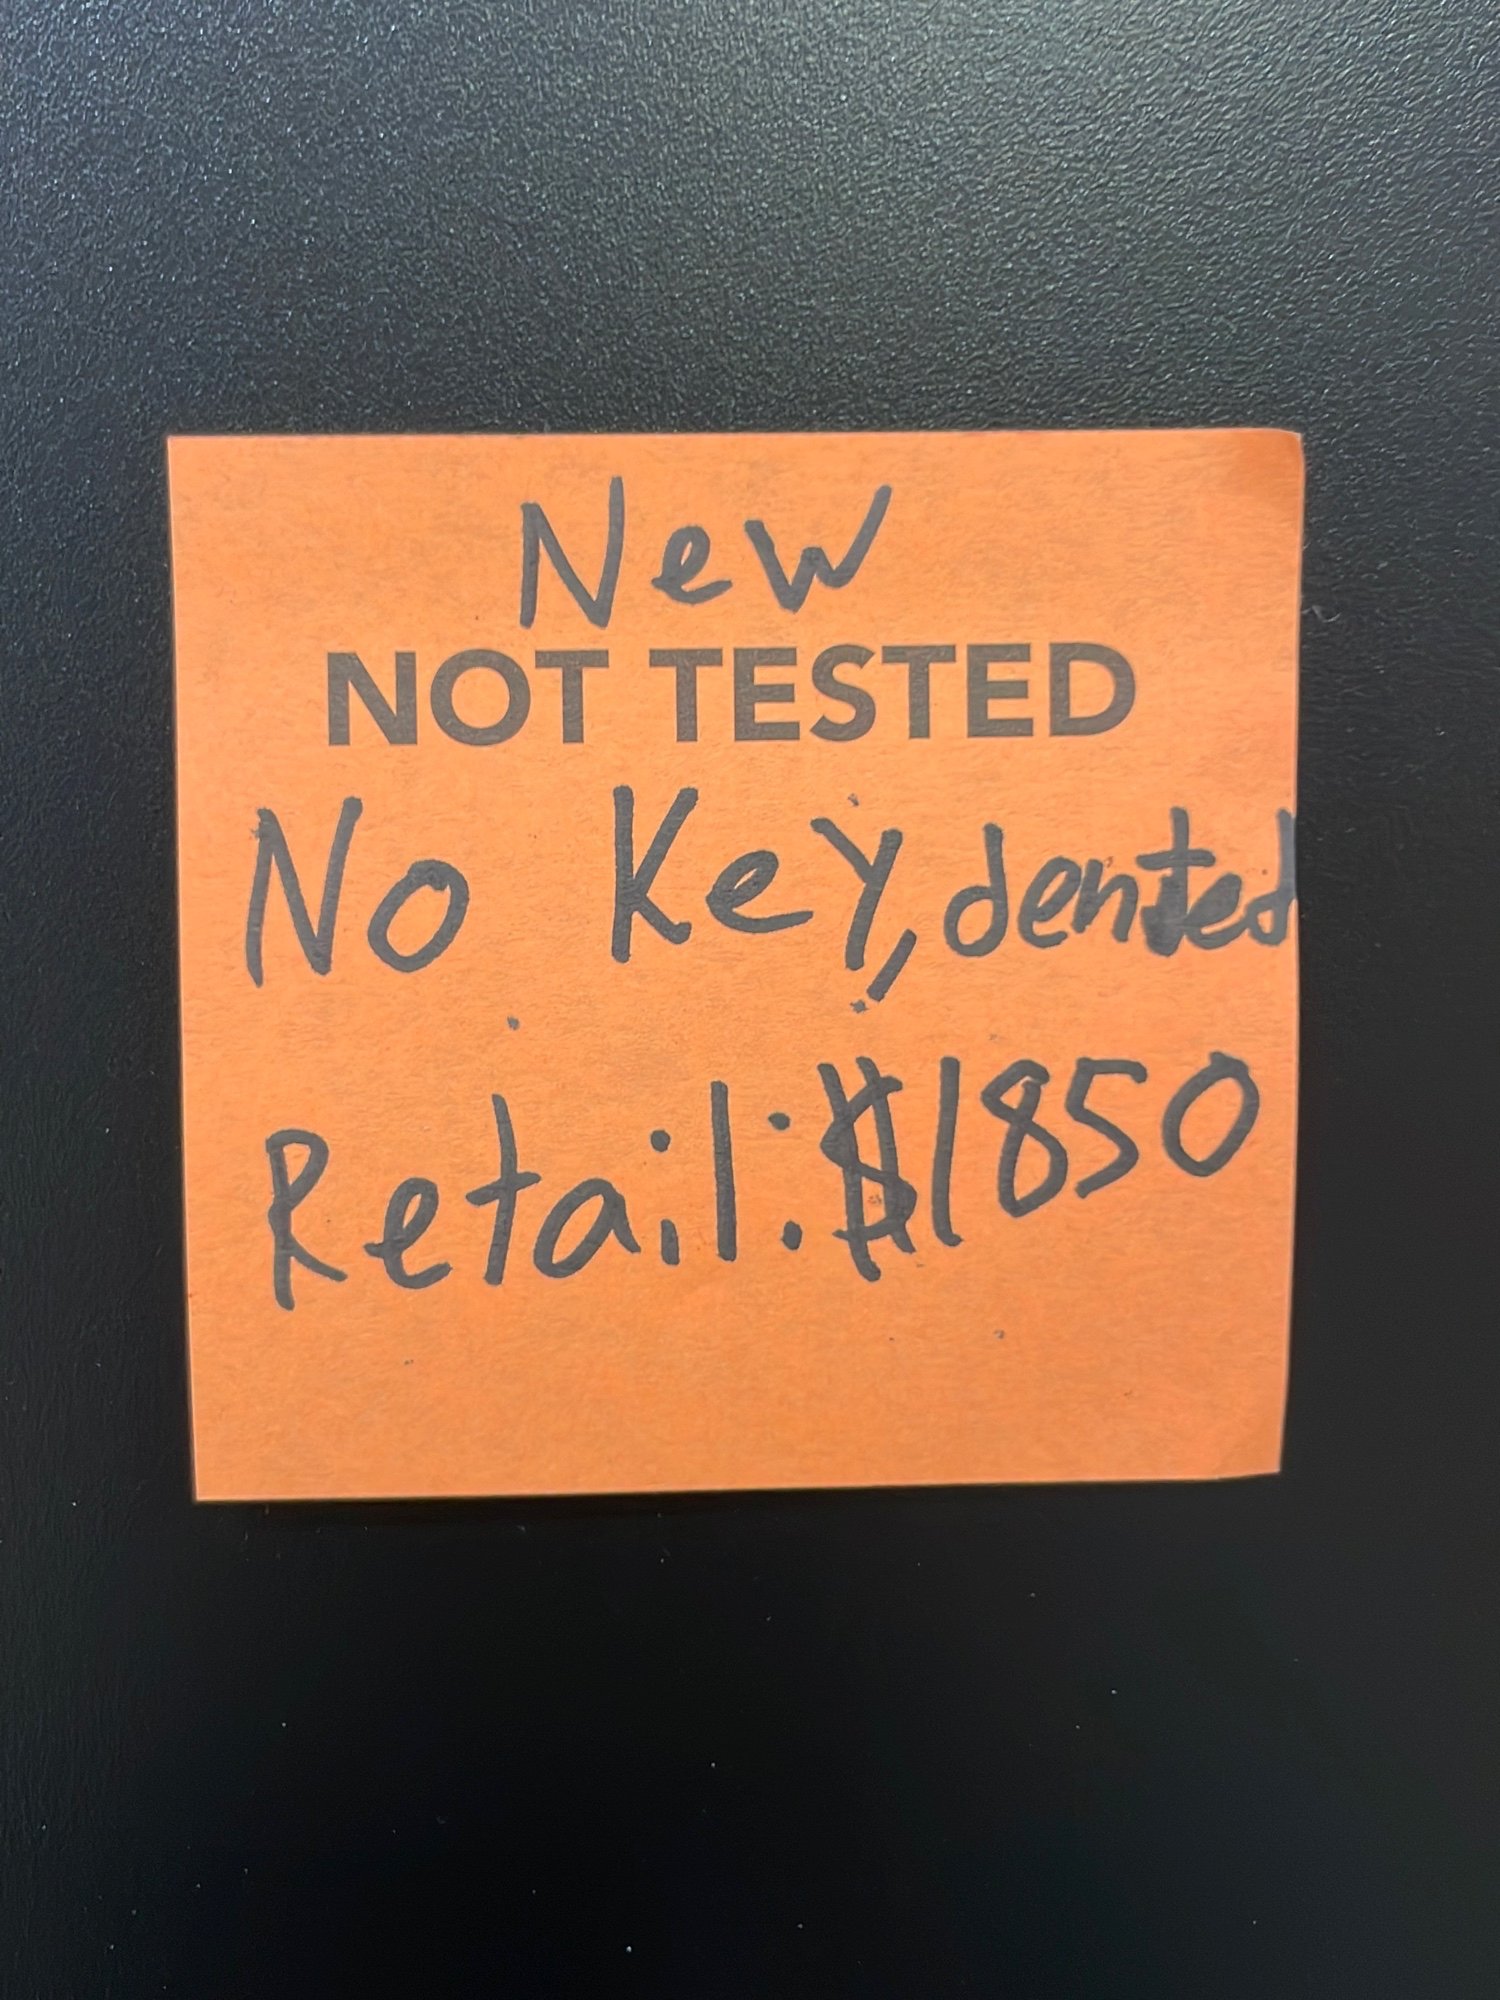 New
NOT TESTED
No Key, dented
Retail: $1850